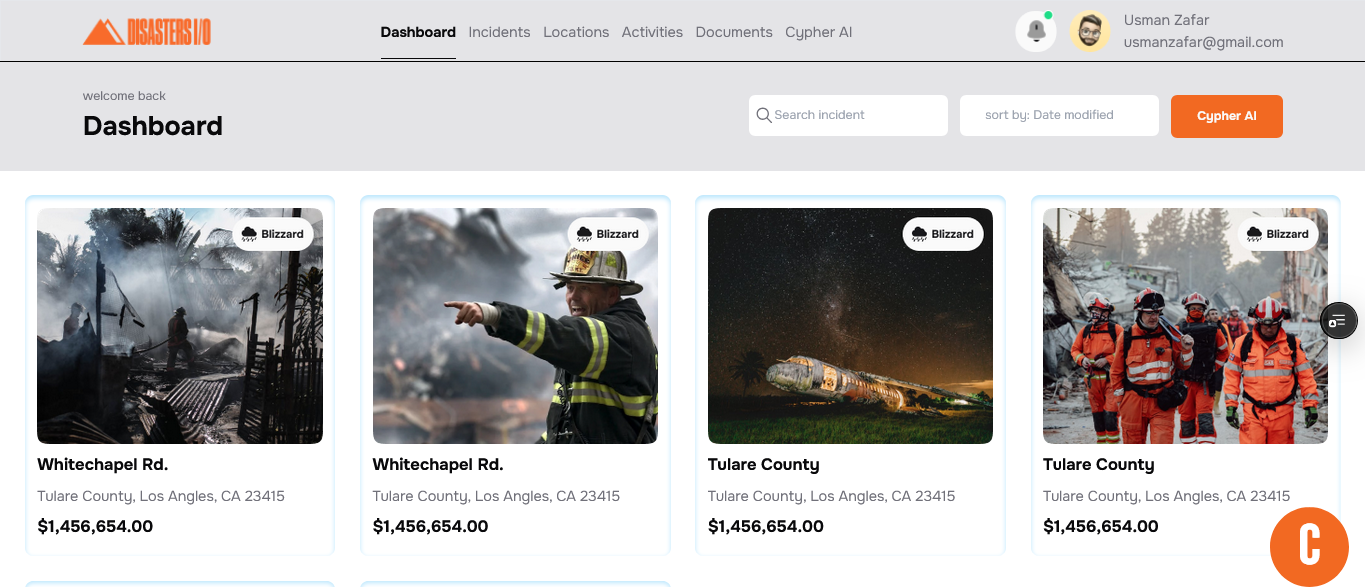 DISASTERS I/O
Dashboard Incidents Locations Activities Documents Cypher AI
Usman Zafar
usmanzafar@gmail.com
welcome back
Dashboard
Search incident
sort by: Date modified
Cypher AI
Blizzard
Whitechapel Rd.
Tulare County, Los Angles, CA 23415
$1,456,654.00
Blizzard
Whitechapel Rd.
Tulare County, Los Angles, CA 23415
$1,456,654.00
Blizzard
Tulare County
Tulare County, Los Angles, CA 23415
$1,456,654.00
Blizzard
Tulare County
Tulare County, Los Angles, CA 23415
$1,456,654.00
C